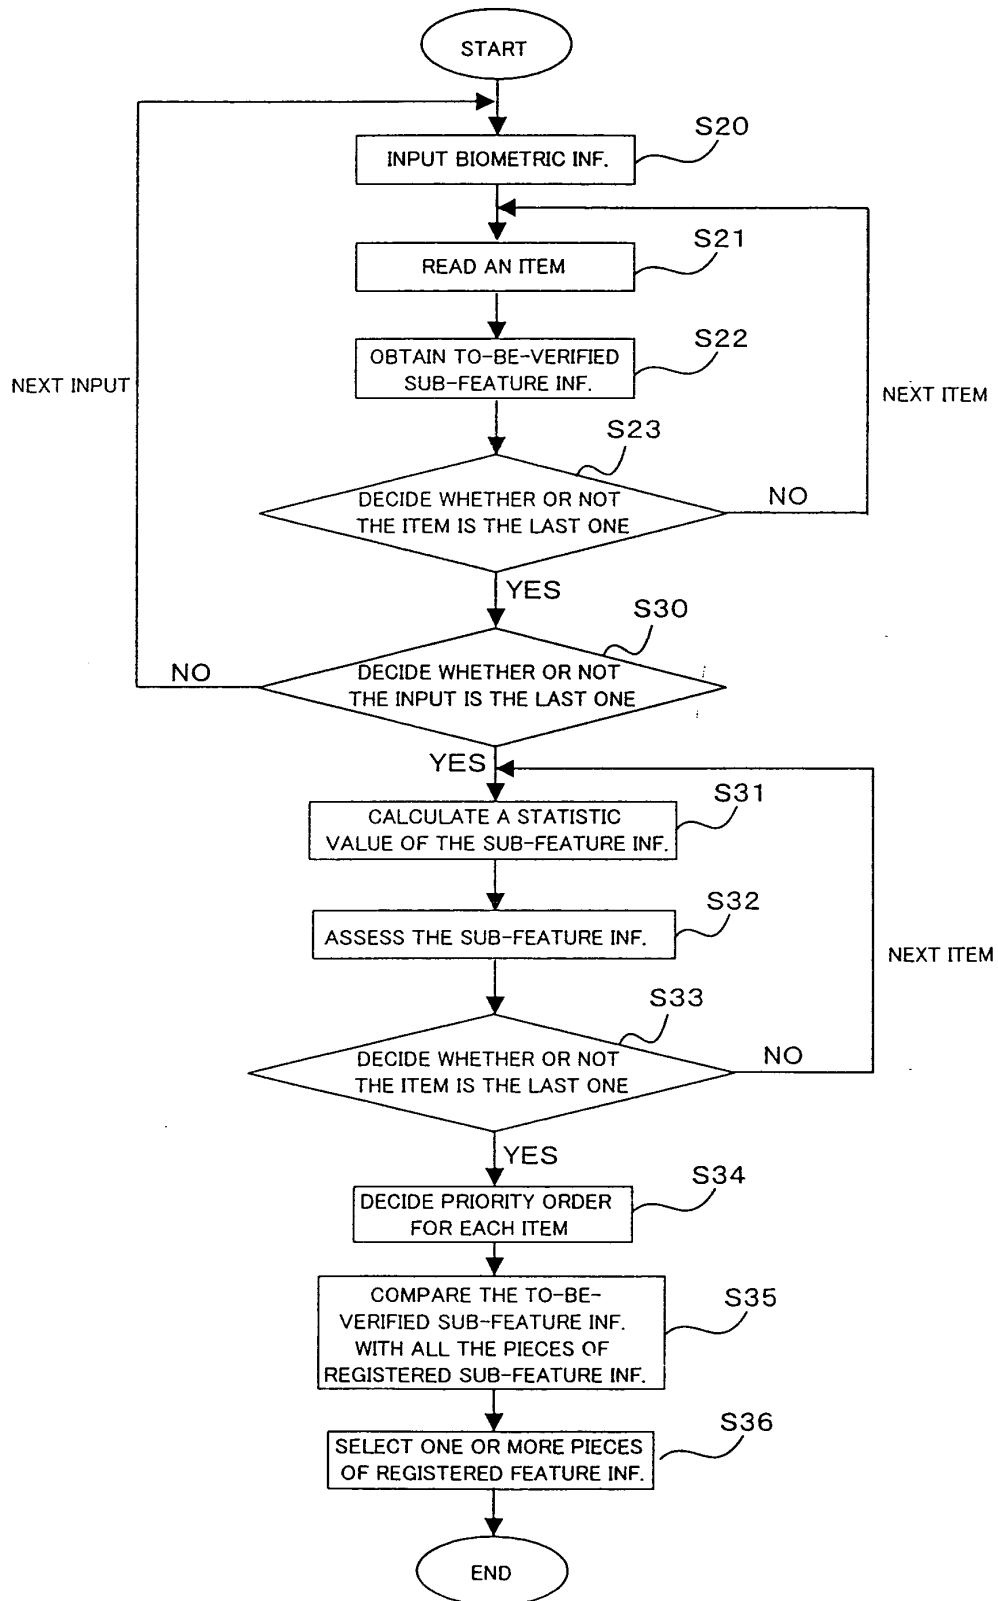 START
S20
INPUT BIOMETRIC INF.
S21
READ AN ITEM
S22
OBTAIN TO-BE-VERIFIED
SUB-FEATURE INF.
NEXT INPUT
NEXT ITEM
S23
DECIDE WHETHER OR NOT
THE ITEM IS THE LAST ONE
NO
YES
S30
DECIDE WHETHER OR NOT
THE INPUT IS THE LAST ONE
NO
YES
S31
CALCULATE A STATISTIC
VALUE OF THE SUB-FEATURE INF.
S32
ASSESS THE SUB-FEATURE INF.
NEXT ITEM
S33
DECIDE WHETHER OR NOT
THE ITEM IS THE LAST ONE
NO
YES
S34
DECIDE PRIORITY ORDER
FOR EACH ITEM
S35
COMPARE THE TO-BE-
VERIFIED SUB-FEATURE INF.
WITH ALL THE PIECES OF
REGISTERED SUB-FEATURE INF.
S36
SELECT ONE OR MORE PIECES
OF REGISTERED FEATURE INF.
END